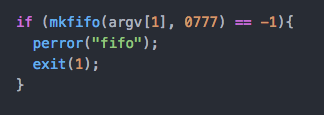 if (mkfifo(argv[1], 0777) == -1){
  perror("fifo");
  exit(1);
}